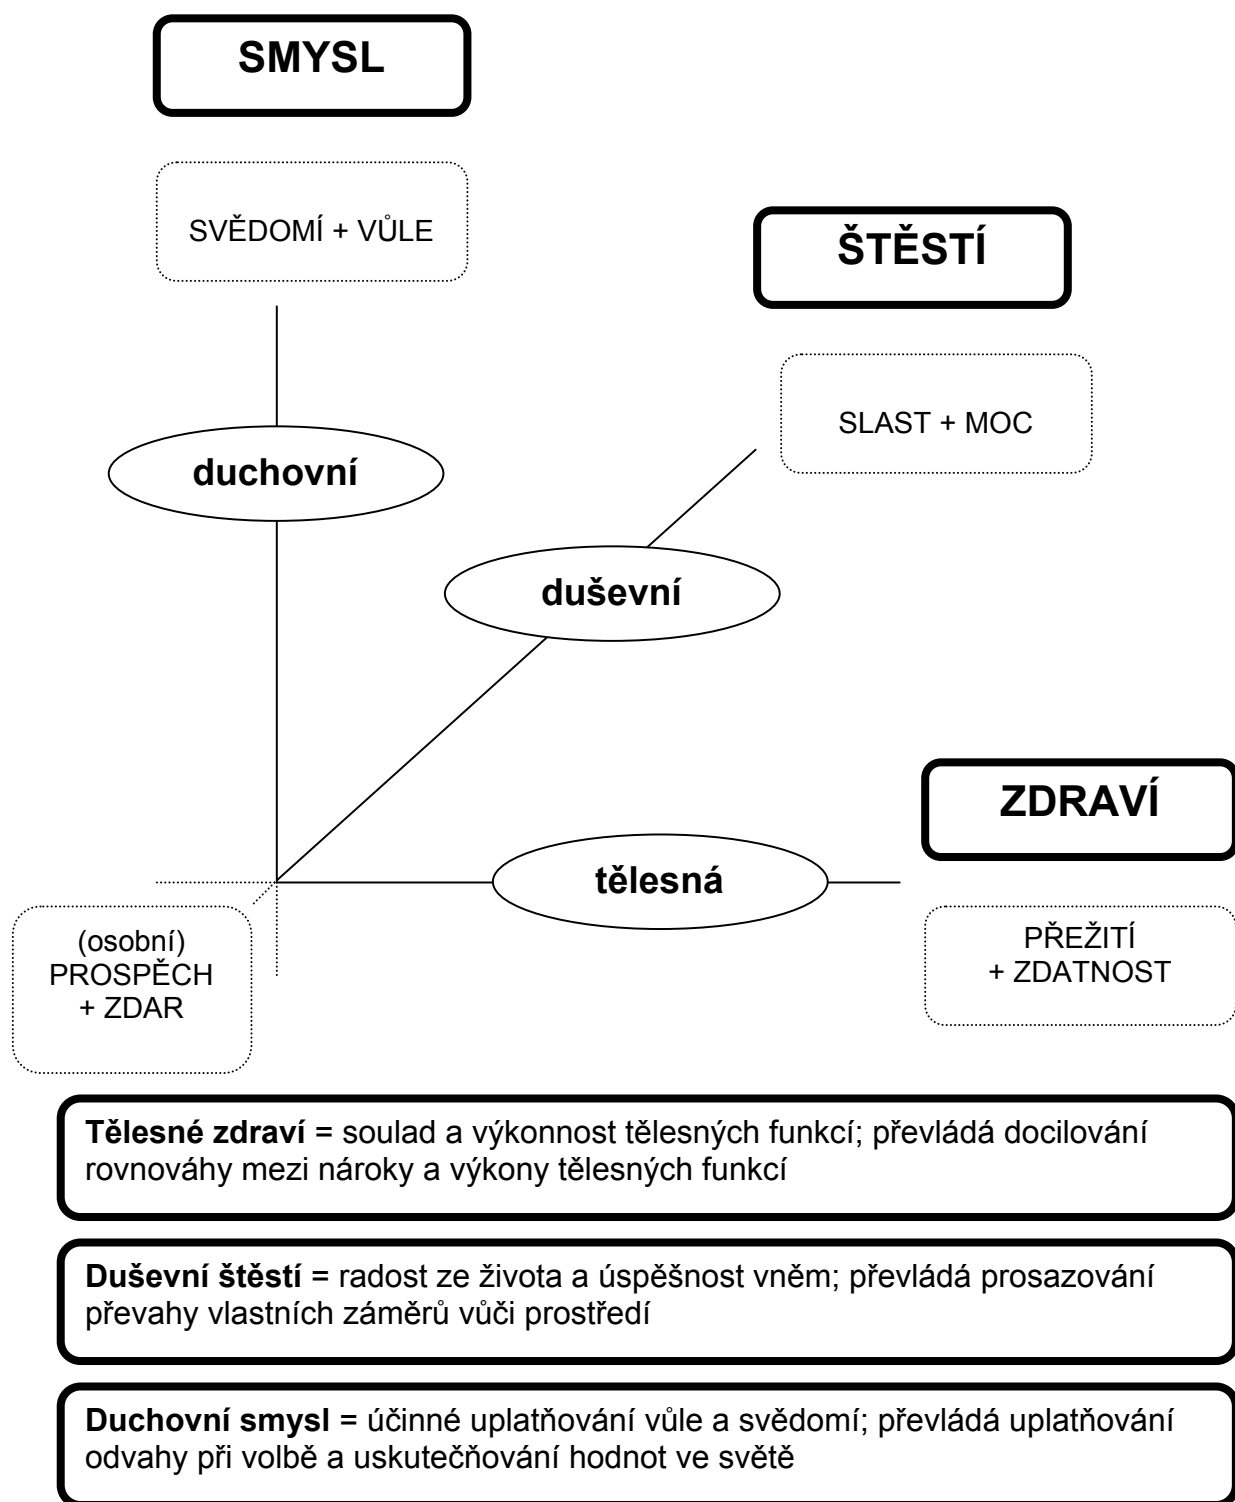 SMYSL
SVĚDOMÍ + VŮLE
ŠTĚSTÍ
SLAST + MOC
duchovní
duševní
ZDRAVÍ
tělesná
(osobní)
PROSPĚCH
+ ZDAR
PŘEŽITÍ
+ ZDATNOST
Tělesné zdraví = soulad a výkonnost tělesných funkcí; převládá docilování
rovnováhy mezi nároky a výkony tělesných funkcí
Duševní štěstí = radost ze života a úspěšnost vněm; převládá prosazování
převahy vlastních záměrů vůči prostředí
Duchovní smysl = účinné uplatňování vůle a svědomí; převládá uplatňování
odvahy při volbě a uskutečňování hodnot ve světě